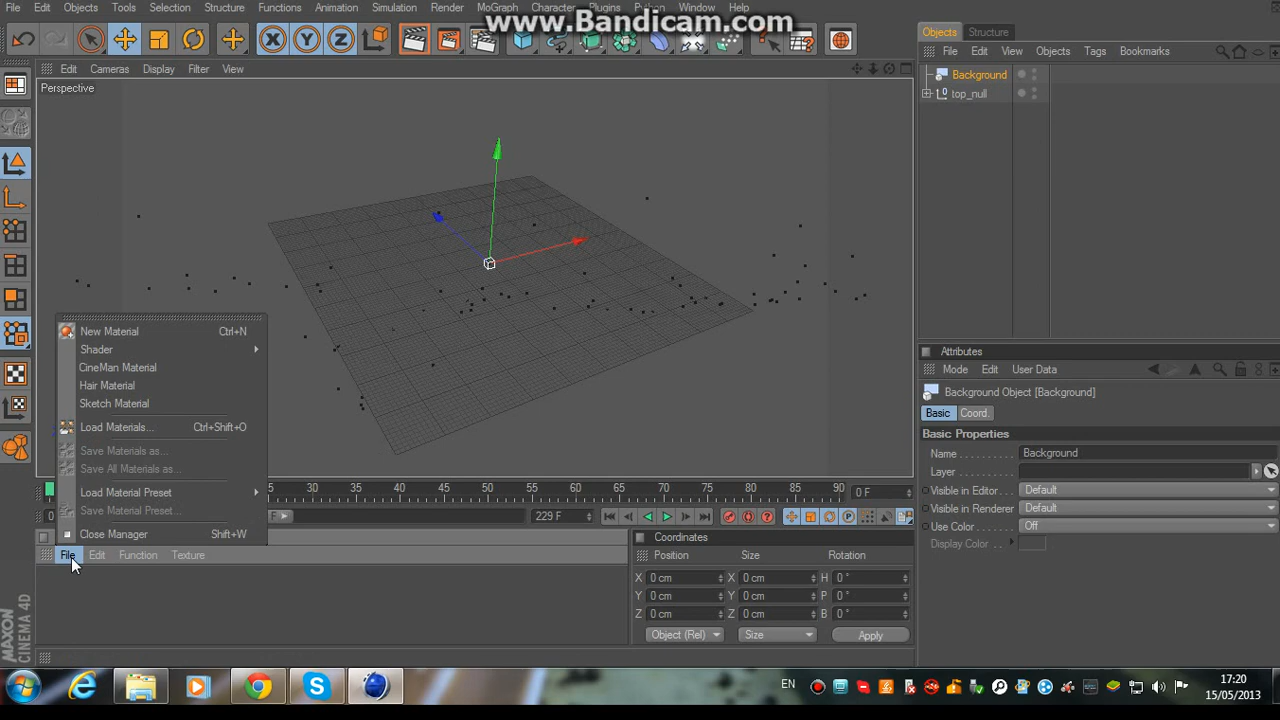 www.Bandicam.com
File Edit Objects Tools Selection Structure Functions Animation Simulation Render MoGraph Character Plugins Python Window Help
Edit Cameras Display Filter View
Perspective
Objects Structure
File Edit View Objects Tags Bookmarks
Background
top_null
New Material Ctrl+N
Shader
CineMan Material
Hair Material
Sketch Material
Load Materials... Ctrl+Shift+O
Save Materials as...
Save All Materials as...
Load Material Preset
Save Material Preset...
Close Manager Shift+W
File Edit Function Texture
25 30 35 40 45 50 55 60 65 70 75 80 85 90 0 F
0 F 229 F
Coordinates
Position Size Rotation
X 0 cm X 0 cm H 0 °
Y 0 cm Y 0 cm P 0 °
Z 0 cm Z 0 cm B 0 °
Object (Rel) Size Apply
Attributes
Mode Edit User Data
Background Object [Background]
Basic Coord.
Basic Properties
Name Background
Layer
Visible in Editor Default
Visible in Renderer Default
Use Color Off
Display Color
MAXON
CINEMA 4D
EN
17:20
15/05/2013